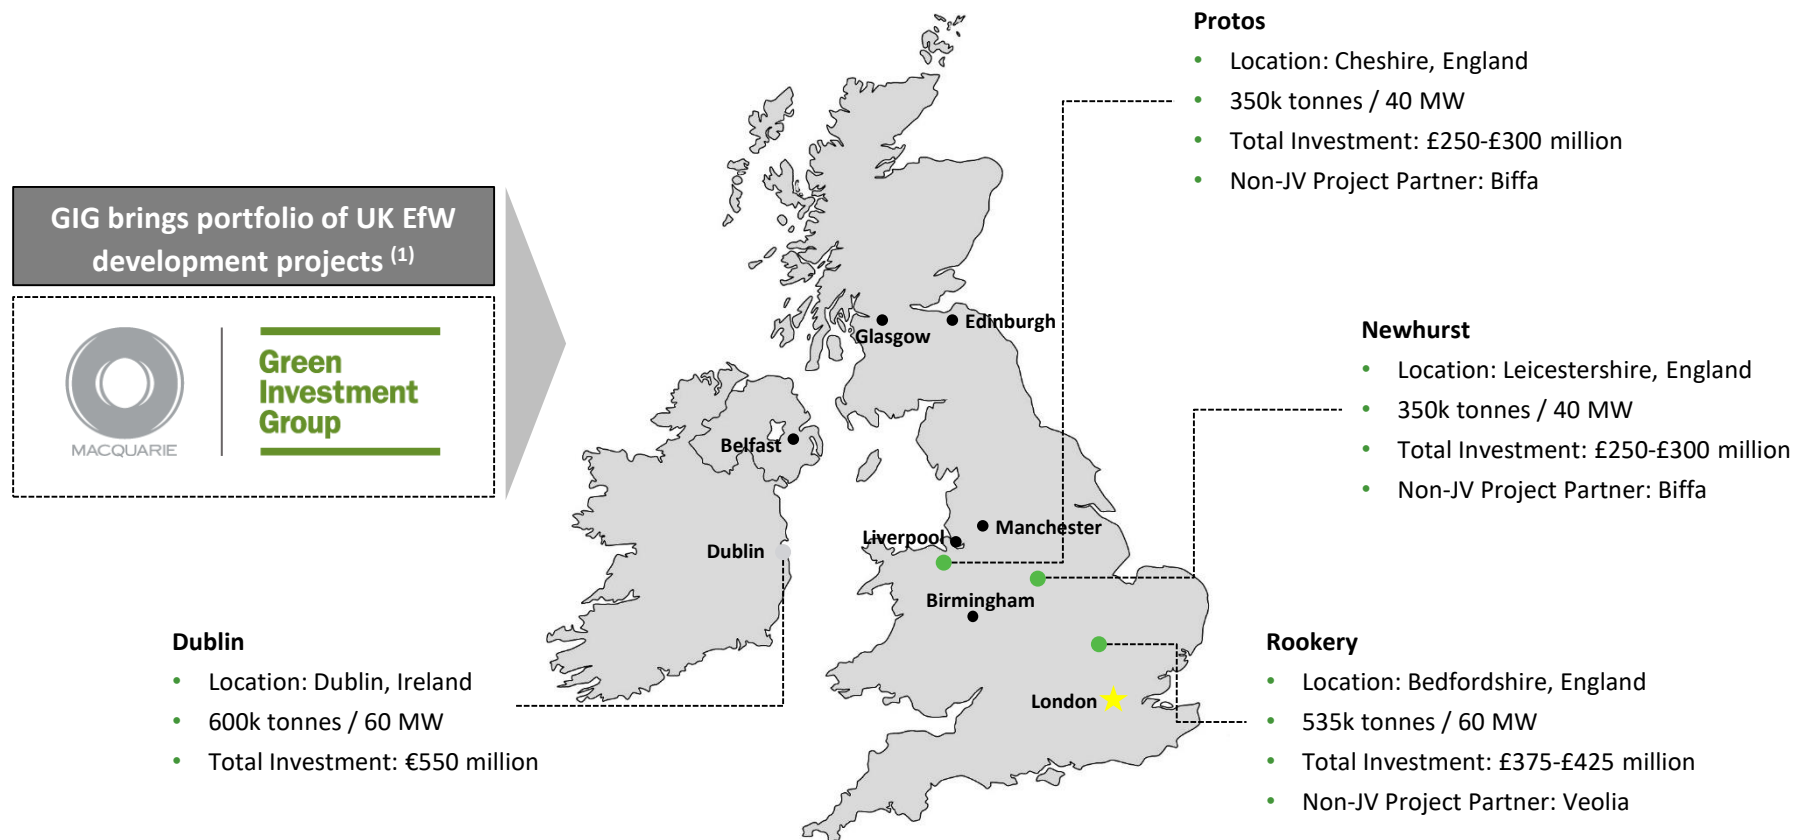 GIG brings portfolio of UK EfW
development projects (1)
MACQUARIE
Green
Investment
Group
Protos
• Location: Cheshire, England
• 350k tonnes / 40 MW
• Total Investment: £250-£300 million
• Non-JV Project Partner: Biffa
Newhurst
• Location: Leicestershire, England
• 350k tonnes / 40 MW
• Total Investment: £250-£300 million
• Non-JV Project Partner: Biffa
Glasgow
Edinburgh
Belfast
Manchester
Liverpool
Dublin
Birmingham
London
Dublin
• Location: Dublin, Ireland
• 600k tonnes / 60 MW
• Total Investment: €550 million
Rookery
• Location: Bedfordshire, England
• 535k tonnes / 60 MW
• Total Investment: £375-£425 million
• Non-JV Project Partner: Veolia